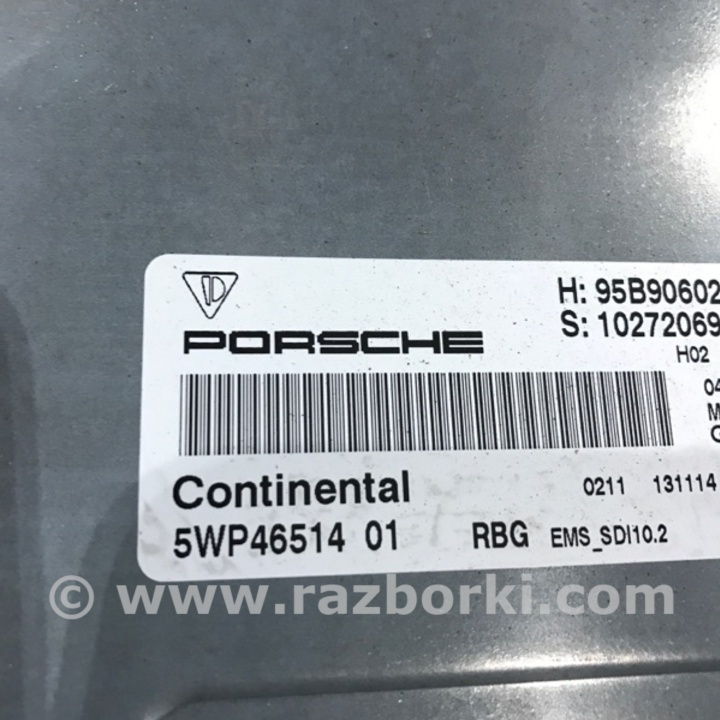 PORSCHE
H: 95B90602
S: 10272069
H02
04
M
Continental
0211 131114
5WP46514 01 RBG EMS_SDI10.2
© www.razborki.com